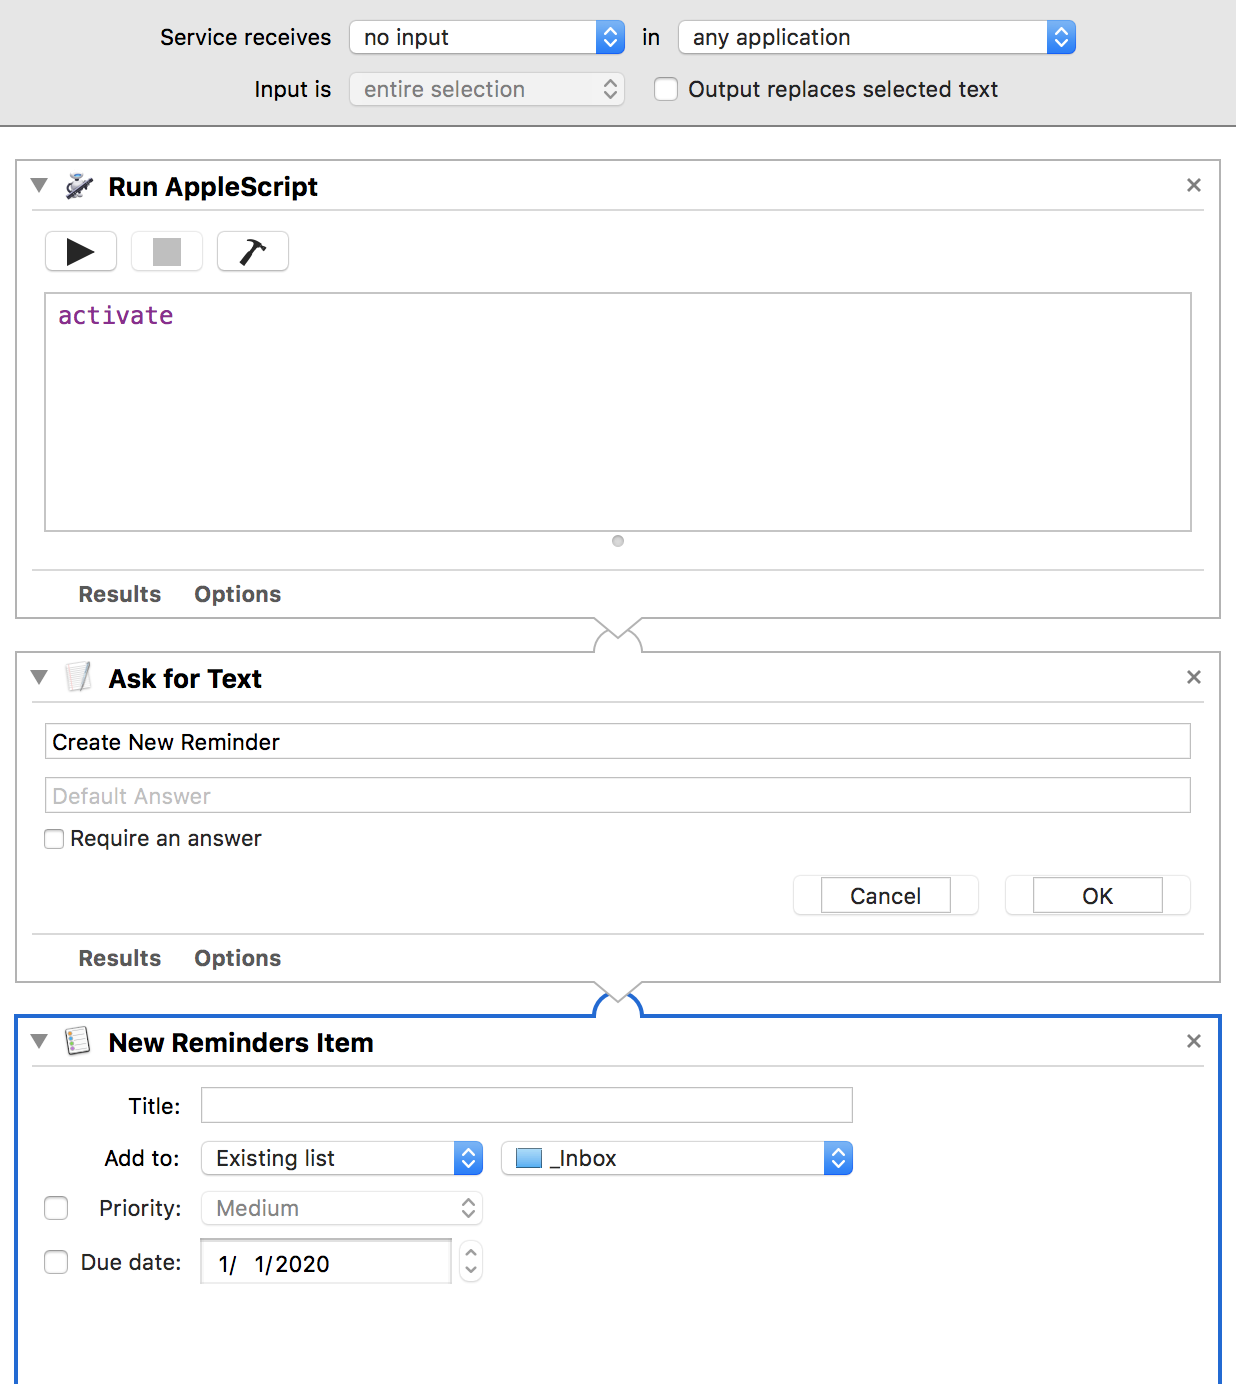 Service receives no input in any application
Input is entire selection Output replaces selected text
Run AppleScript
activate
Results Options
Ask for Text
Create New Reminder
Default Answer
Require an answer
Cancel OK
Results Options
New Reminders Item
Title:
Add to: Existing list _Inbox
Priority: Medium
Due date: 1/ 1/2020